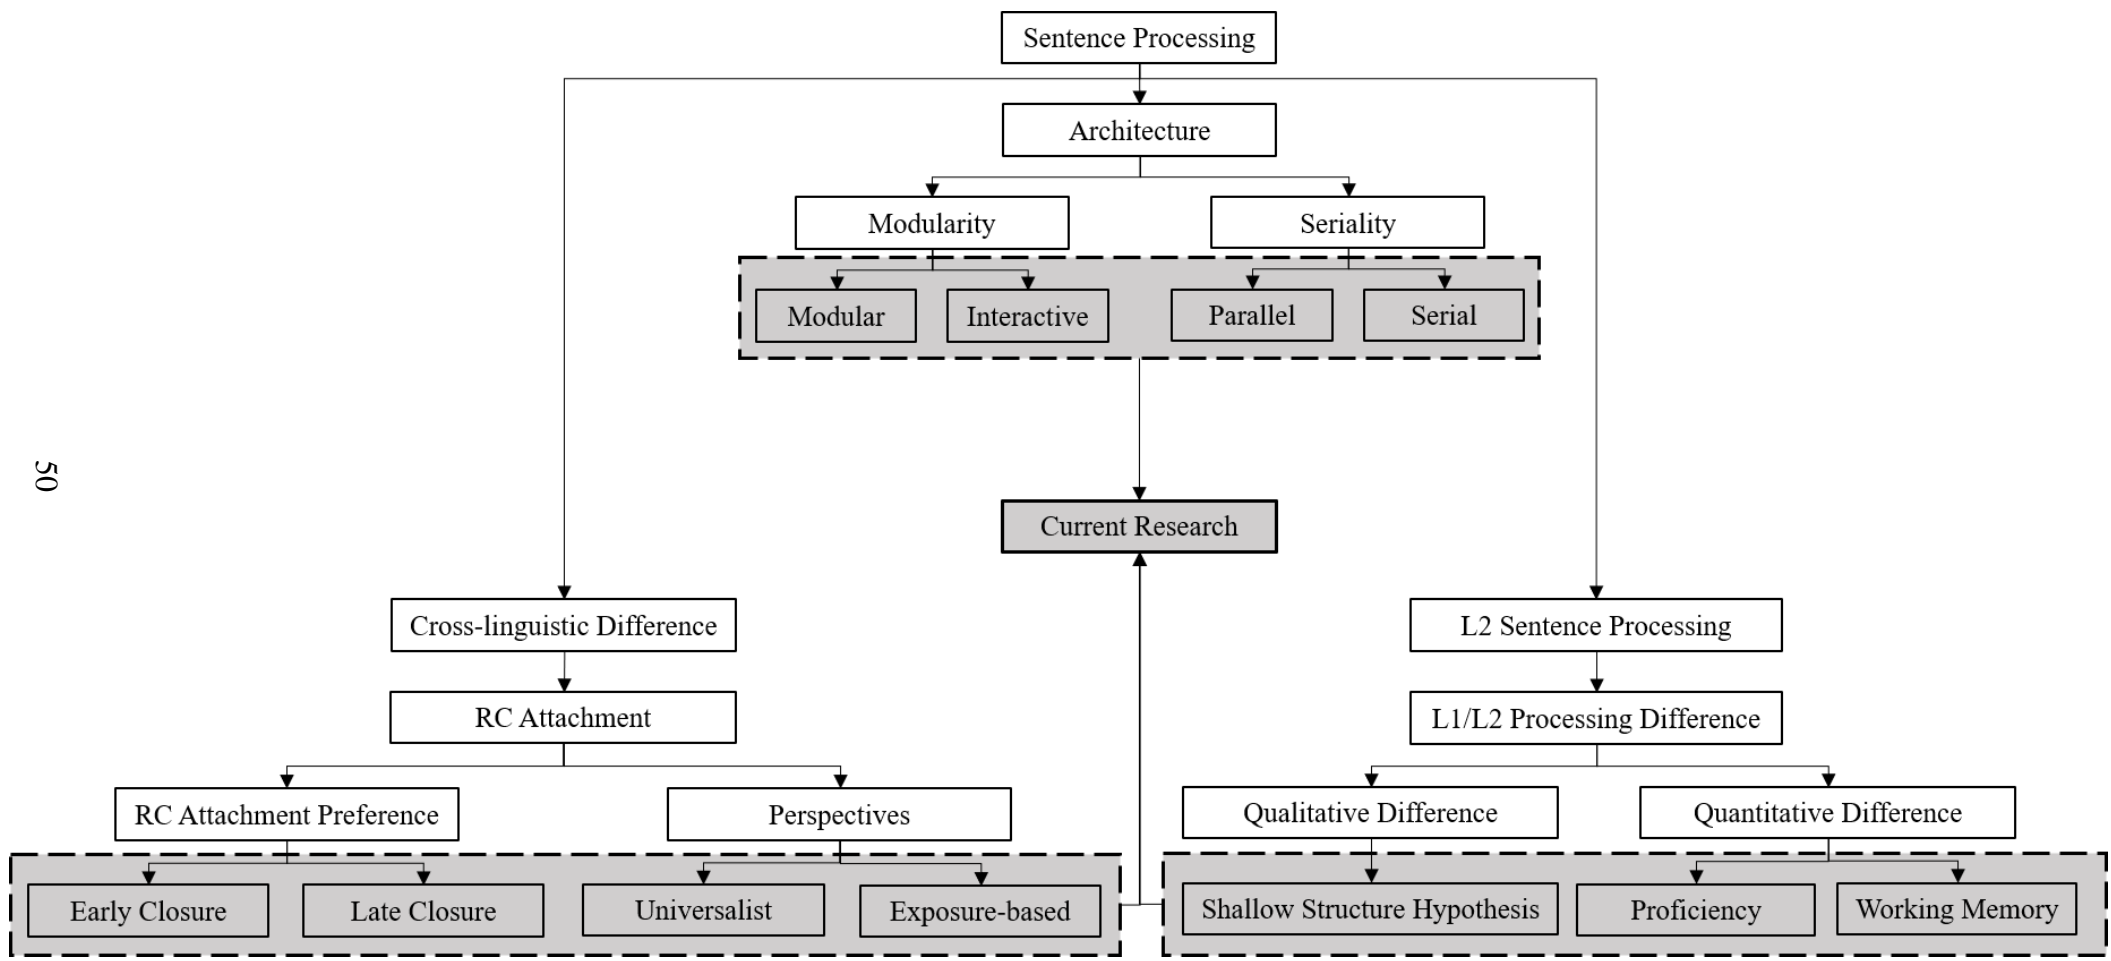 Sentence Processing
Architecture
Modularity
Seriality
Modular
Interactive
Parallel
Serial
50
Current Research
Cross-linguistic Difference
L2 Sentence Processing
RC Attachment
L1/L2 Processing Difference
RC Attachment Preference
Perspectives
Qualitative Difference
Quantitative Difference
Early Closure
Late Closure
Universalist
Exposure-based
Shallow Structure Hypothesis
Proficiency
Working Memory